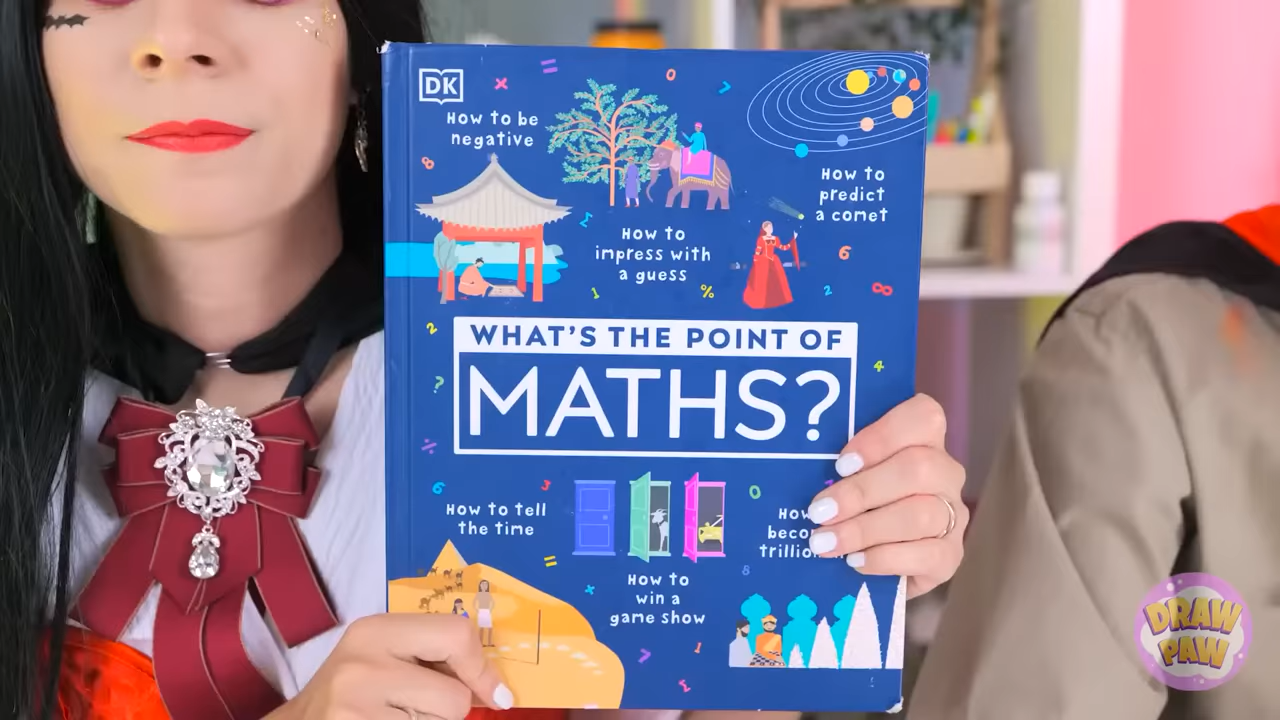 DK
How to be
negative
How to
predict
a comet
How to
impress with
a guess
WHAT'S THE POINT OF
MATHS?
How to tell
the time
How to
win a
game show
DRAW
PAW